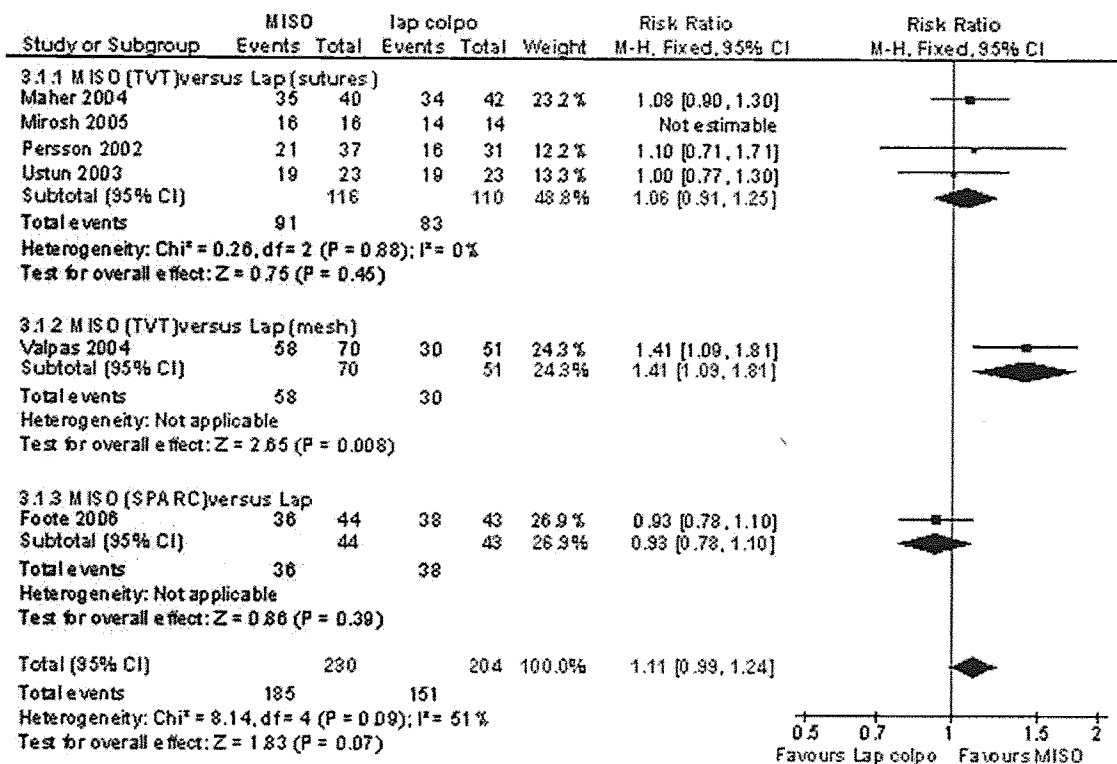 MISO lap colpo Risk Ratio Risk Ratio
Study or Subgroup Events Total Events Total Weight M-H, Fixed, 95% CI M-H, Fixed, 95% CI
3.1.1 MISO (TVT)versus Lap (sutures)
Maher 2004 35 40 34 42 23.2% 1.08 [0.90, 1.30]
Mirosh 2005 16 16 14 14 Not estimable
Persson 2002 21 37 16 31 12.2% 1.10 [0.71, 1.71]
Ustun 2003 19 23 19 23 13.3% 1.00 [0.77, 1.30]
Subtotal (95% CI) 116 110 48.8% 1.06 [0.91, 1.25]
Total events 91 83
Heterogeneity: Chi² = 0.26, df = 2 (P = 0.88); I² = 0%
Test for overall effect: Z = 0.75 (P = 0.45)
3.1.2 MISO (TVT)versus Lap (mesh)
Valpas 2004 58 70 30 51 24.3% 1.41 [1.09, 1.81]
Subtotal (95% CI) 70 51 24.3% 1.41 [1.09, 1.81]
Total events 58 30
Heterogeneity: Not applicable
Test for overall effect: Z = 2.65 (P = 0.008)
3.1.3 MISO (SPARC)versus Lap
Foote 2006 36 44 38 43 26.9% 0.93 [0.78, 1.10]
Subtotal (95% CI) 44 43 26.9% 0.93 [0.78, 1.10]
Total events 36 38
Heterogeneity: Not applicable
Test for overall effect: Z = 0.86 (P = 0.39)
Total (95% CI) 230 204 100.0% 1.11 [0.99, 1.24]
Total events 185 151
Heterogeneity: Chi² = 8.14, df = 4 (P = 0.09); I² = 51%
Test for overall effect: Z = 1.83 (P = 0.07)
0.5 0.7 1 1.5 2
Favours Lap colpo Favours MISO